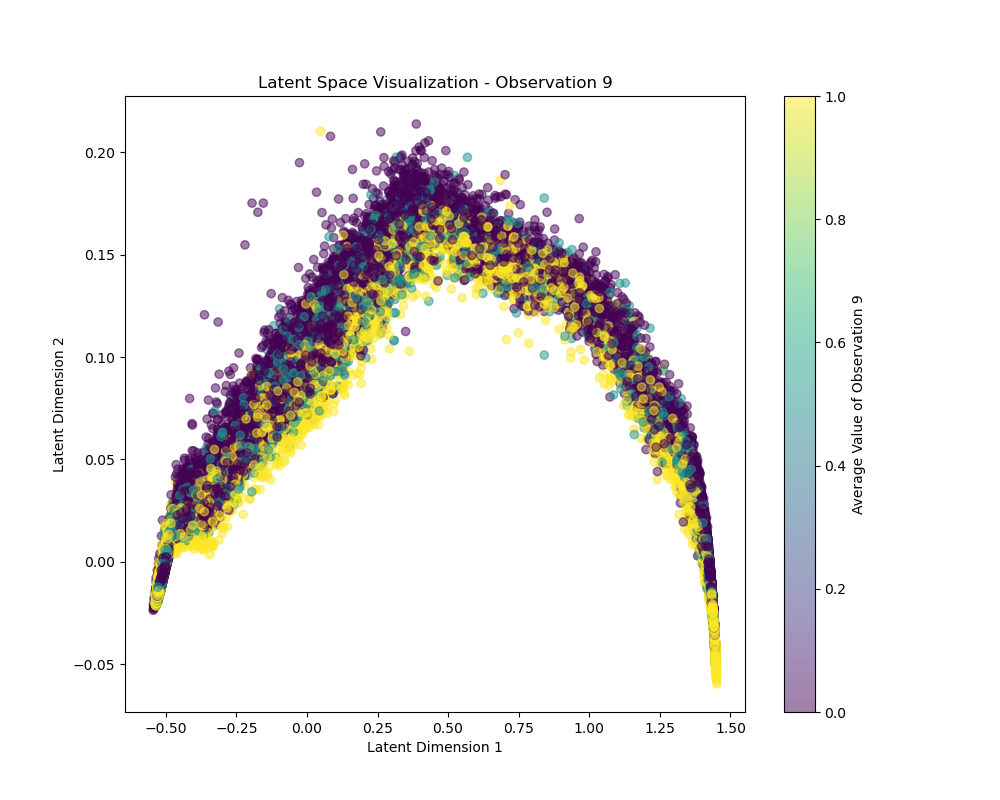 Latent Space Visualization - Observation 9
Latent Dimension 2
0.20
0.15
0.10
0.05
0.00
−0.05
−0.50 −0.25 0.00 0.25 0.50 0.75 1.00 1.25 1.50
Latent Dimension 1
1.0
0.8
0.6
0.4
0.2
0.0
Average Value of Observation 9